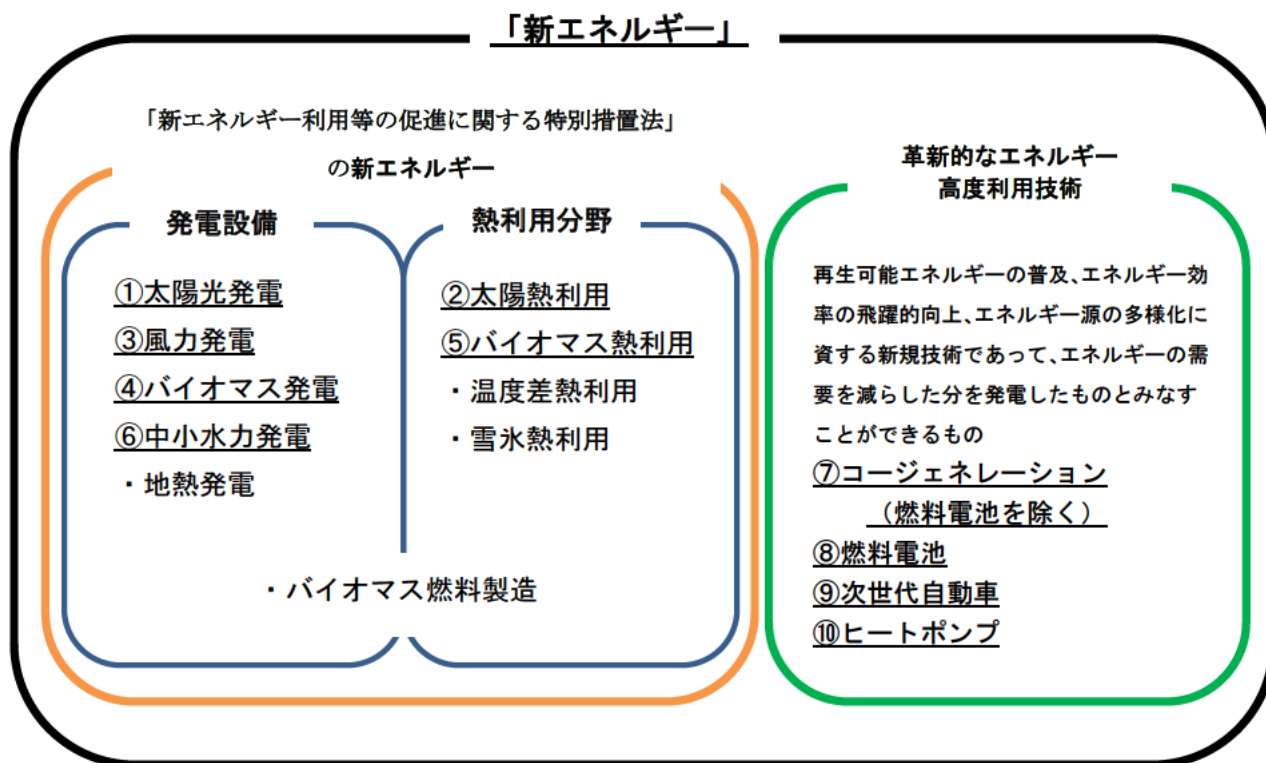 「新エネルギー」
「新エネルギー利用等の促進に関する特別措置法」
の新エネルギー
発電設備
①太陽光発電
③風力発電
④バイオマス発電
⑥中小水力発電
・地熱発電
熱利用分野
②太陽熱利用
⑤バイオマス熱利用
・温度差熱利用
・雪氷熱利用
・バイオマス燃料製造
革新的なエネルギー
高度利用技術
再生可能エネルギーの普及、エネルギー効
率の飛躍的向上、エネルギー源の多様化に
資する新規技術であって、エネルギーの需
要を減らした分を発電したものとみなす
ことができるもの
⑦コージェネレーション
（燃料電池を除く）
⑧燃料電池
⑨次世代自動車
⑩ヒートポンプ